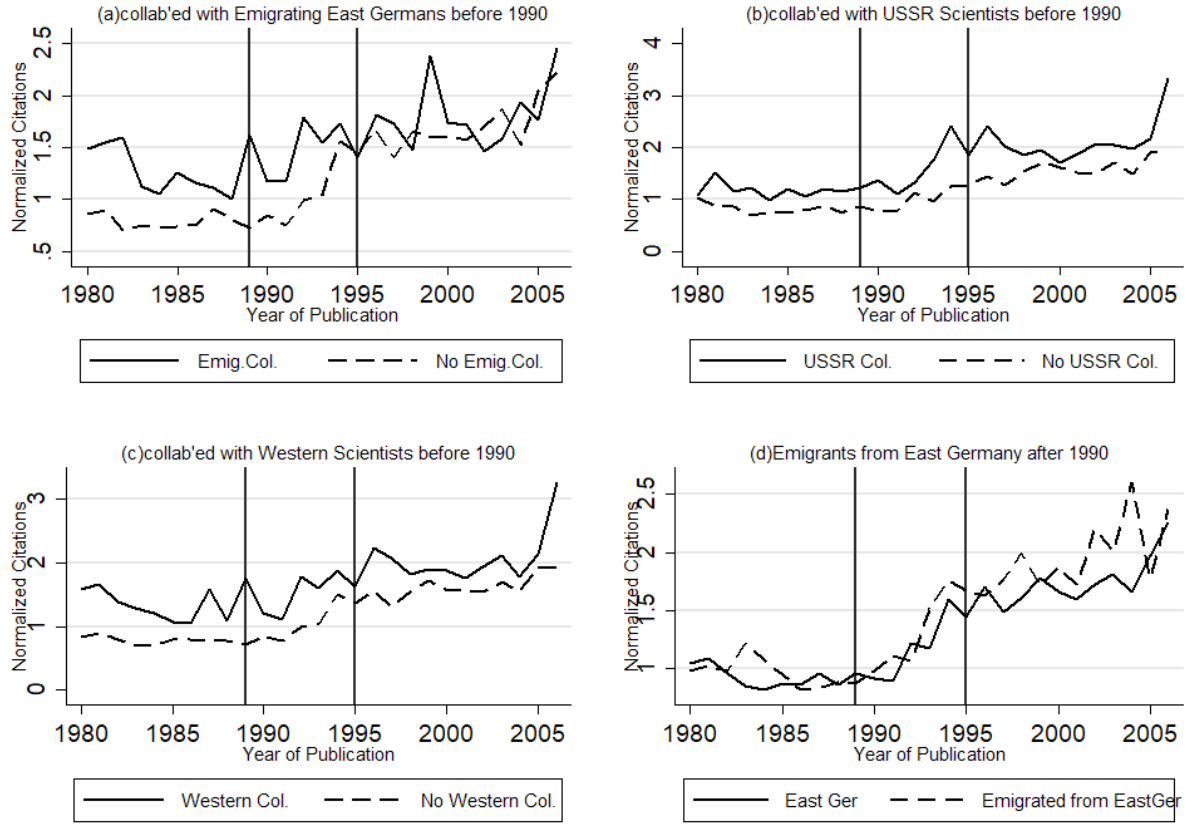 (a)collab'ed with Emigrating East Germans before 1990
Normalized Citations
2.5
2
1.5
1
.5
1980 1985 1990 1995 2000 2005
Year of Publication
Emig.Col. No Emig.Col.
(b)collab'ed with USSR Scientists before 1990
Normalized Citations
4
3
2
1
0
1980 1985 1990 1995 2000 2005
Year of Publication
USSR Col. No USSR Col.
(c)collab'ed with Western Scientists before 1990
Normalized Citations
3
2
1
0
1980 1985 1990 1995 2000 2005
Year of Publication
Western Col. No Western Col.
(d)Emigrants from East Germany after 1990
Normalized Citations
2.5
2
1.5
1
1980 1985 1990 1995 2000 2005
Year of Publication
East Ger Emigrated from EastGer